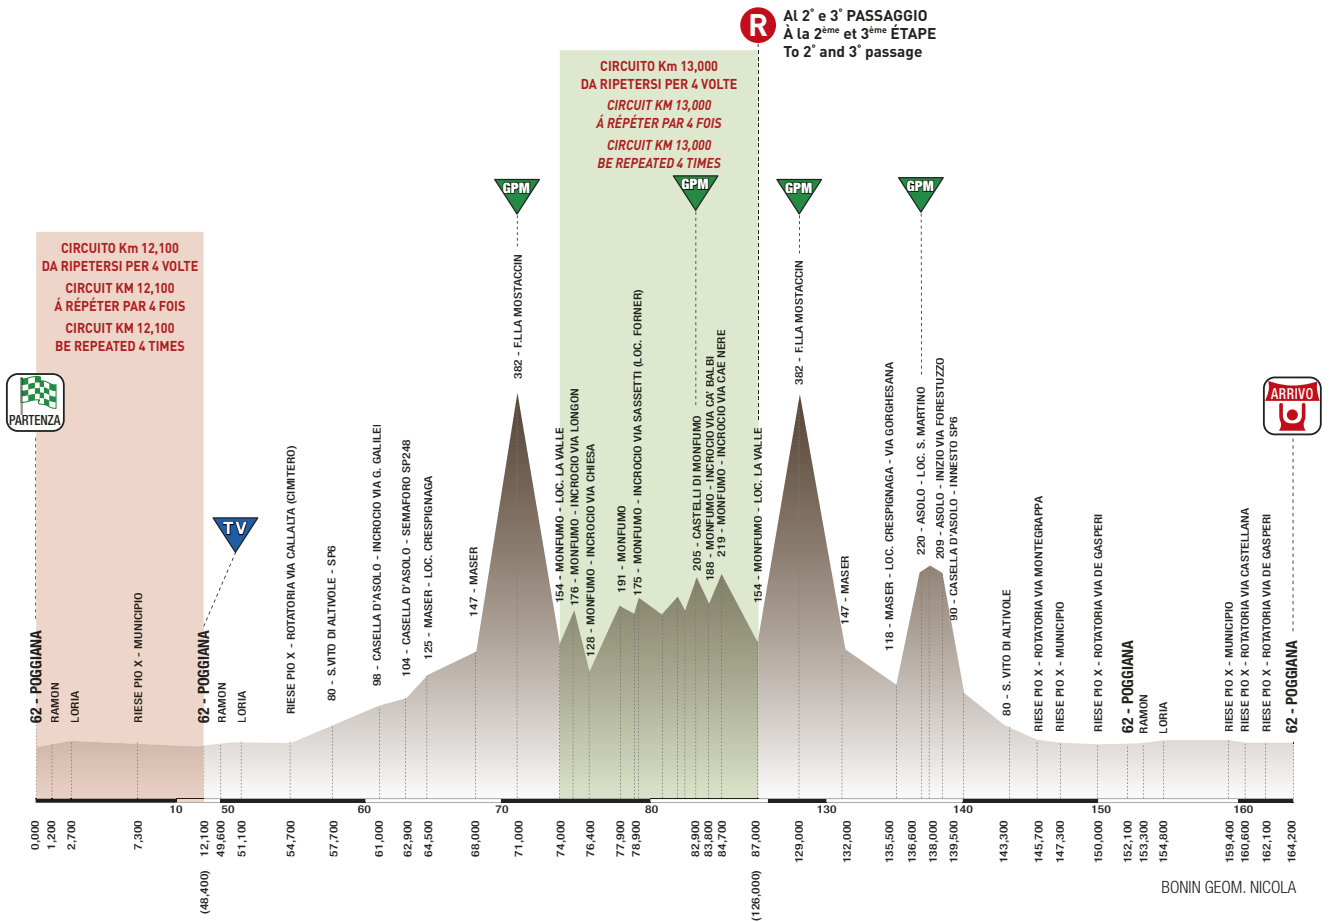 R
Al 2° e 3° PASSAGGIO
À la 2ème et 3ème ÉTAPE
To 2° and 3° passage
CIRCUITO Km 13,000
DA RIPETERSI PER 4 VOLTE
CIRCUIT KM 13,000
Á RÉPÉTER PAR 4 FOIS
CIRCUIT KM 13,000
BE REPEATED 4 TIMES
GPM
GPM
GPM
GPM
CIRCUITO Km 12,100
DA RIPETERSI PER 4 VOLTE
CIRCUIT KM 12,100
Á RÉPÉTER PAR 4 FOIS
CIRCUIT KM 12,100
BE REPEATED 4 TIMES
PARTENZA
TV
ARRIVO
62 - POGGIANA
RAMON
LORIA
RIESE PIO X - MUNICIPIO
62 - POGGIANA
RAMON
LORIA
RIESE PIO X - ROTATORIA VIA CALLALTA (CIMITERO)
80 - S.VITO DI ALTIVOLE - SP6
98 - CASELLA D'ASOLO - INCROCIO VIA G. GALILEI
104 - CASELLA D'ASOLO - SEMAFORO SP248
125 - MASER - LOC. CRESPIGNAGA
147 - MASER
382 - F.LLA MOSTACCIN
154 - MONFUMO - LOC. LA VALLE
176 - MONFUMO - INCROCIO VIA LONGON
128 - MONFUMO - INCROCIO VIA CHIESA
191 - MONFUMO
175 - MONFUMO - INCROCIO VIA SASSETTI (LOC. FORNER)
205 - CASTELLI DI MONFUMO
188 - MONFUMO - INCROCIO VIA CA' BALBI
219 - MONFUMO - INCROCIO VIA CAE NERE
154 - MONFUMO - LOC. LA VALLE
382 - F.LLA MOSTACCIN
147 - MASER
118 - MASER - LOC. CRESPIGNAGA - VIA GORGHESANA
220 - ASOLO - LOC. S. MARTINO
209 - ASOLO - INIZIO VIA FORESTUZZO
90 - CASELLA D'ASOLO - INNESTO SP6
80 - S. VITO DI ALTIVOLE
RIESE PIO X - ROTATORIA VIA MONTEGRAPPA
RIESE PIO X - MUNICIPIO
RIESE PIO X - ROTATORIA VIA DE GASPERI
62 - POGGIANA
RAMON
LORIA
RIESE PIO X - MUNICIPIO
RIESE PIO X - ROTATORIA VIA CASTELLANA
RIESE PIO X - ROTATORIA VIA DE GASPERI
62 - POGGIANA
10 50 60 70 80 130 140 150 160
0,000
1,200
2,700
7,300
12,100
(48,400)
49,600
51,100
54,700
57,700
61,000
62,900
64,500
68,000
71,000
74,000
76,400
77,900
78,900
82,900
83,800
84,700
87,000
(126,000)
129,000
132,000
135,500
136,600
138,000
139,500
143,300
145,700
147,300
150,000
152,100
153,300
154,800
159,400
160,600
162,100
164,200
BONIN GEOM. NICOLA